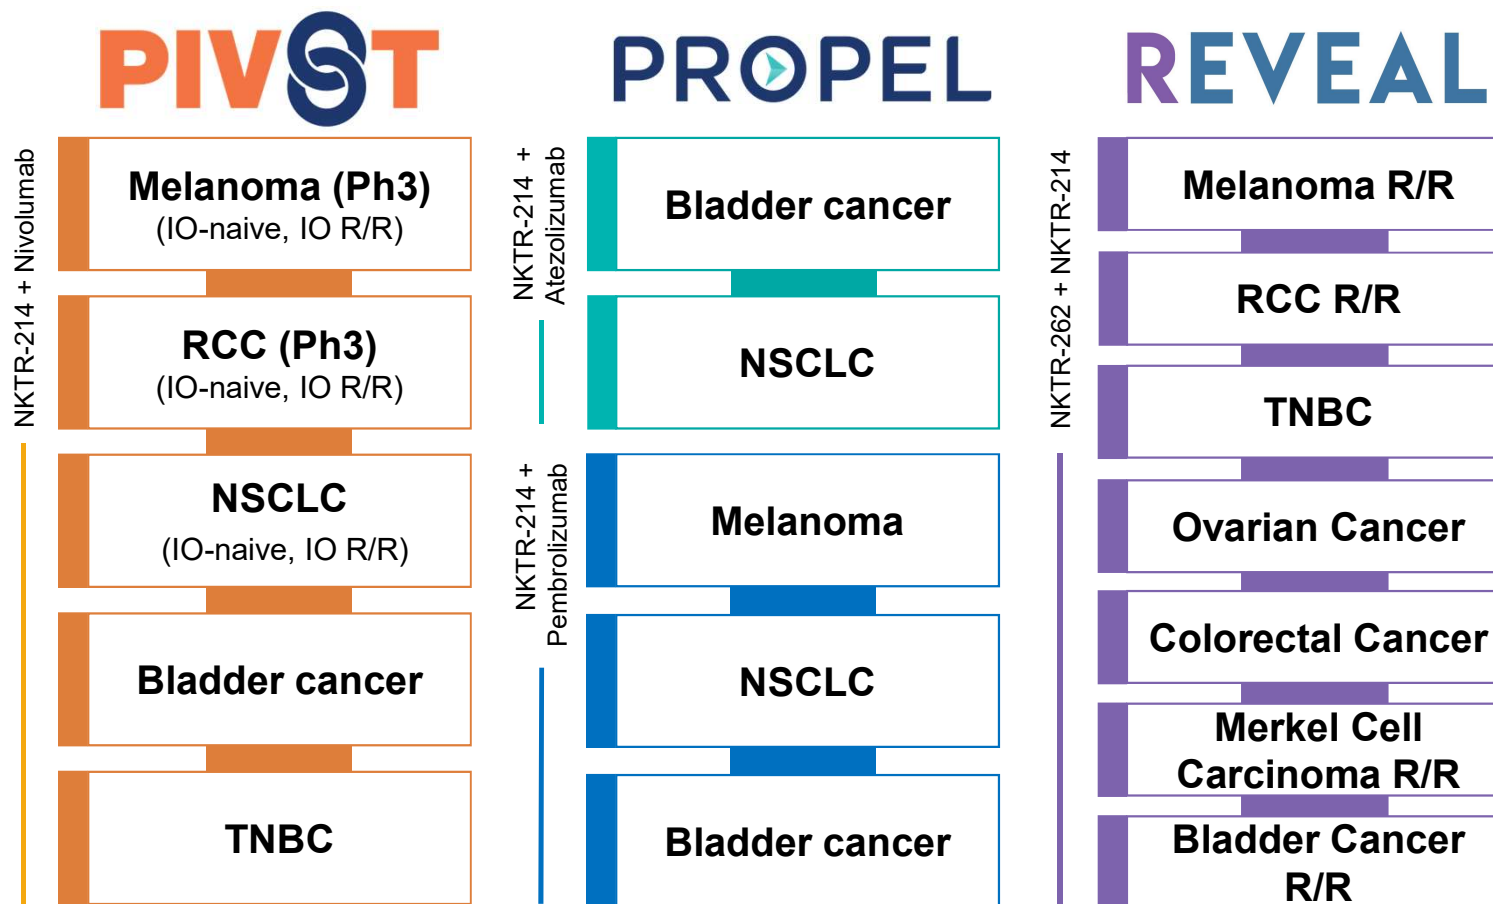 PIVOT
NKTR-214 + Nivolumab
Melanoma (Ph3)
(IO-naive, IO R/R)
RCC (Ph3)
(IO-naive, IO R/R)
NSCLC
(IO-naive, IO R/R)
Bladder cancer
TNBC
PROPEL
NKTR-214 +
Atezolizumab
Bladder cancer
NSCLC
NKTR-214 +
Pembrolizumab
Melanoma
NSCLC
Bladder cancer
REVEAL
NKTR-262 + NKTR-214
Melanoma R/R
RCC R/R
TNBC
Ovarian Cancer
Colorectal Cancer
Merkel Cell
Carcinoma R/R
Bladder Cancer
R/R